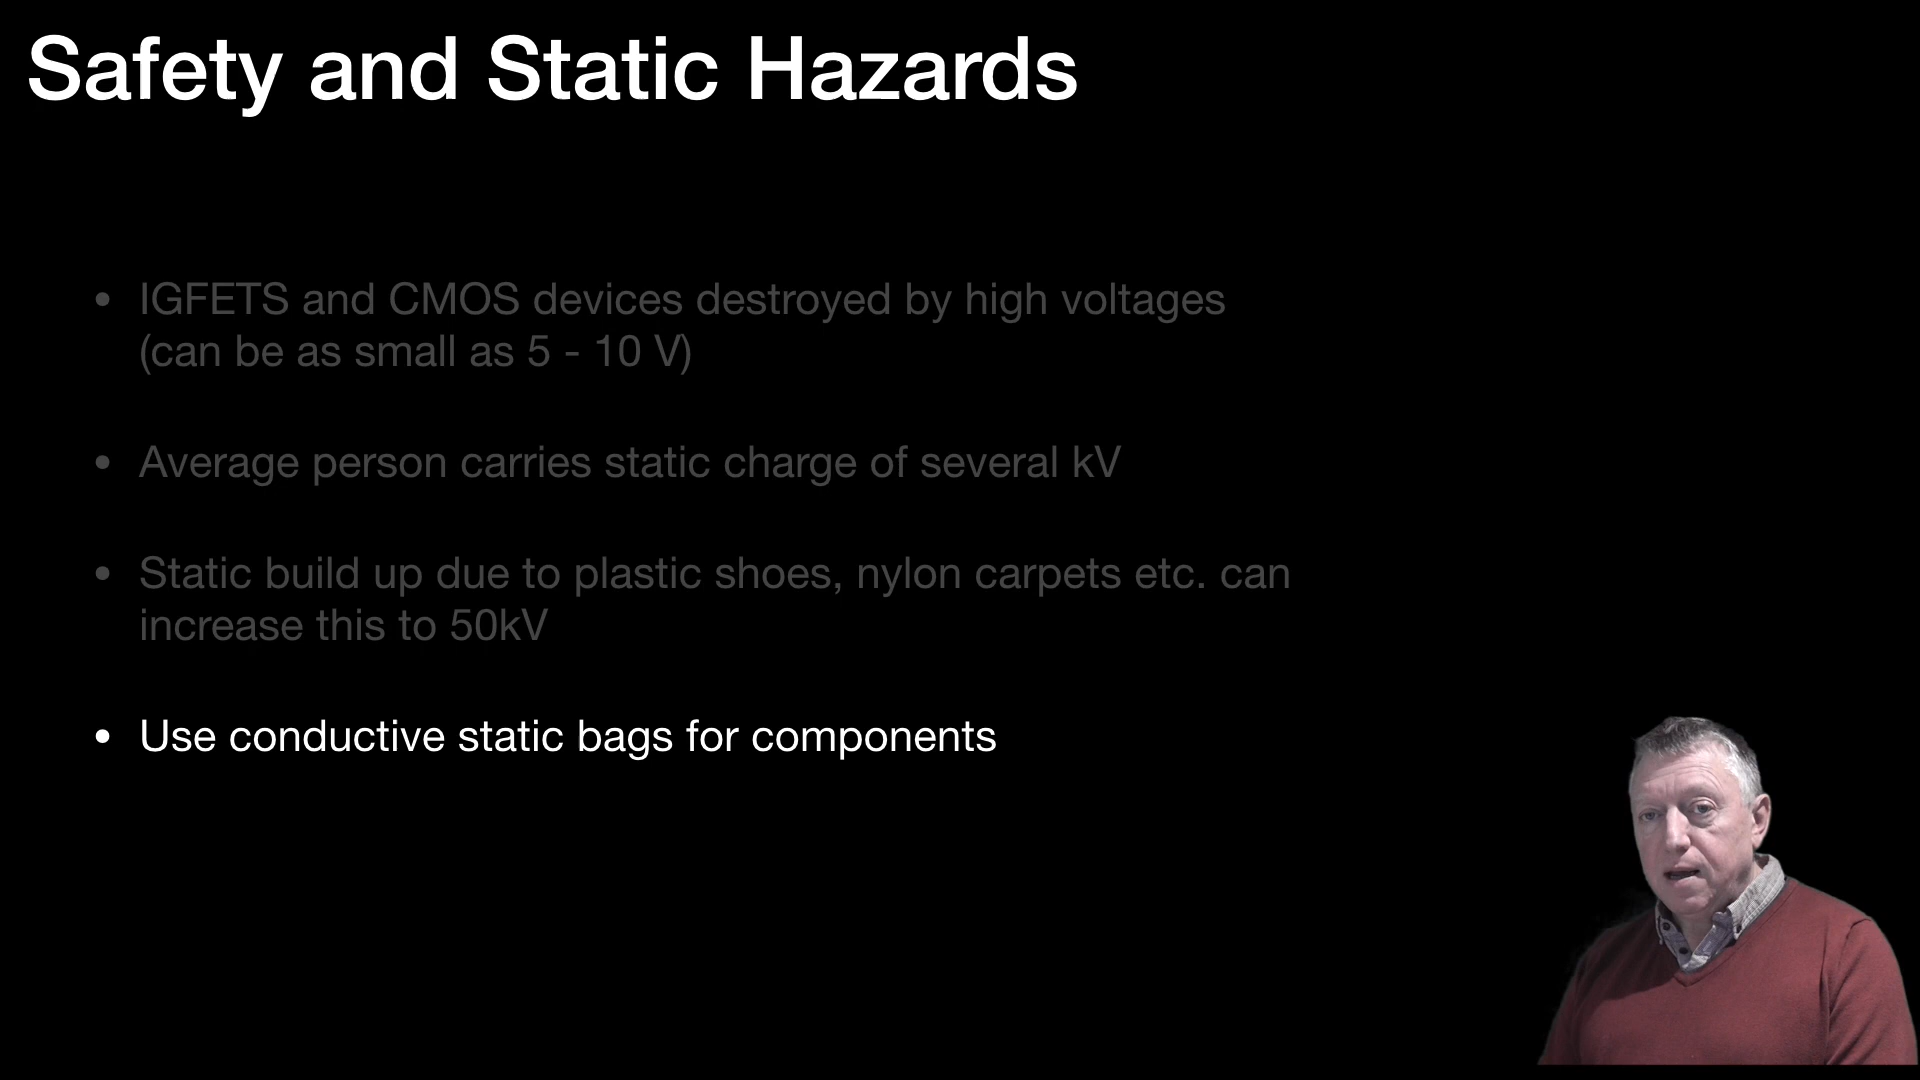 Safety and Static Hazards
• IGFETS and CMOS devices destroyed by high voltages
(can be as small as 5 - 10 V)
• Average person carries static charge of several kV
• Static build up due to plastic shoes, nylon carpets etc. can
increase this to 50kV
• Use conductive static bags for components